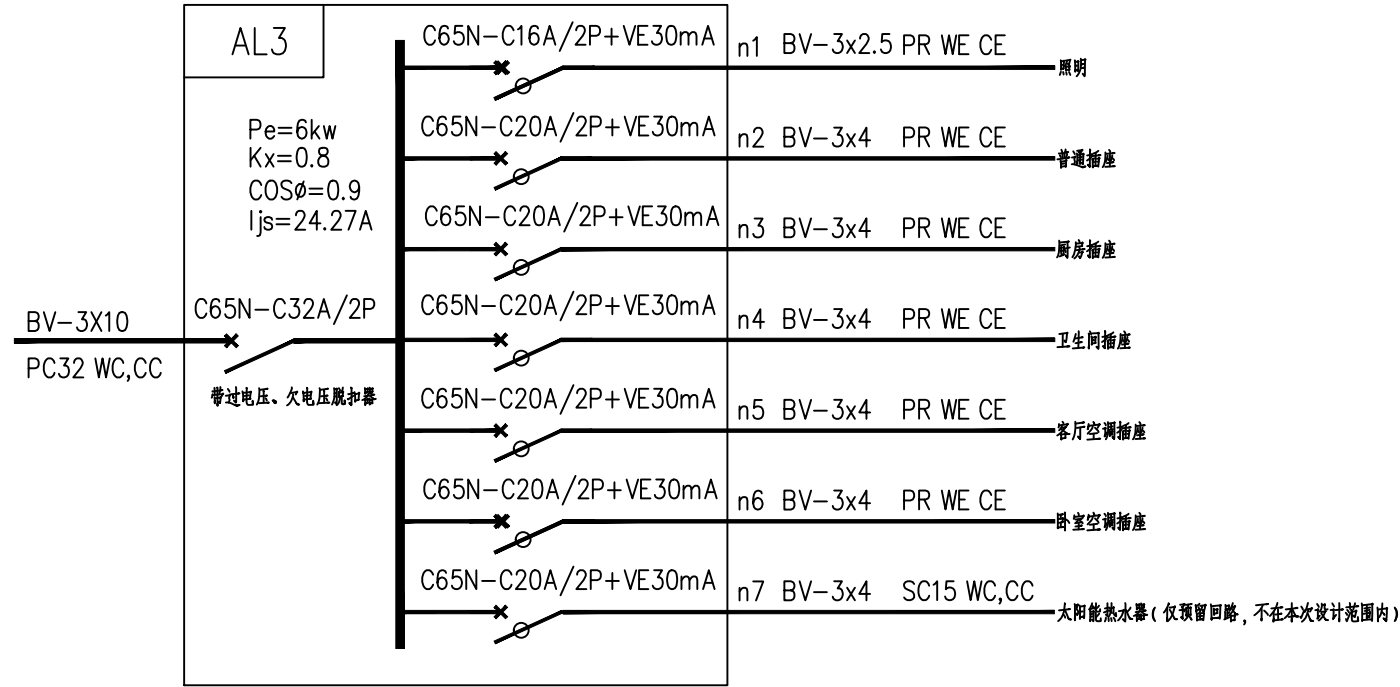 AL3
Pe=6kw
Kx=0.8
COSø=0.9
Ijs=24.27A
BV-3X10
PC32 WC,CC
C65N-C32A/2P
带过电压、欠电压脱扣器
C65N-C16A/2P+VE30mA n1 BV-3x2.5 PR WE CE 照明
C65N-C20A/2P+VE30mA n2 BV-3x4 PR WE CE 普通插座
C65N-C20A/2P+VE30mA n3 BV-3x4 PR WE CE 厨房插座
C65N-C20A/2P+VE30mA n4 BV-3x4 PR WE CE 卫生间插座
C65N-C20A/2P+VE30mA n5 BV-3x4 PR WE CE 客厅空调插座
C65N-C20A/2P+VE30mA n6 BV-3x4 PR WE CE 卧室空调插座
C65N-C20A/2P+VE30mA n7 BV-3x4 SC15 WC,CC 太阳能热水器(仅预留回路,不在本次设计范围内)